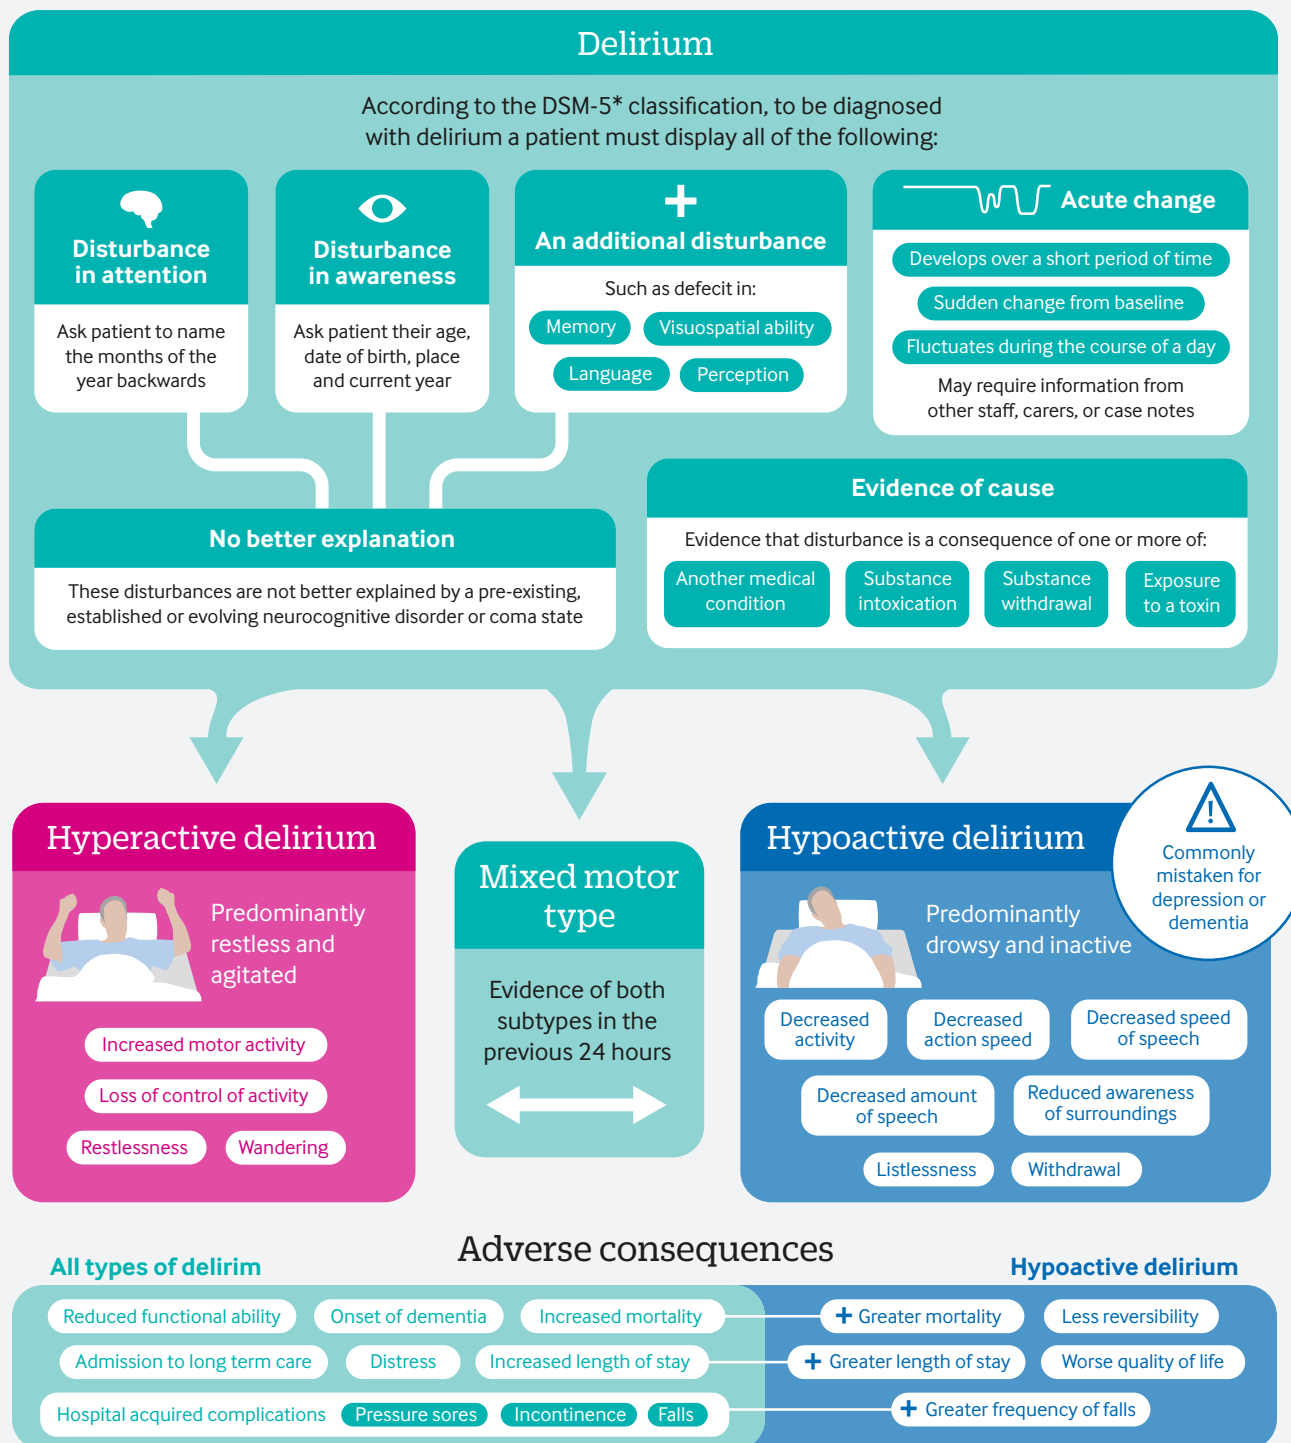 Delirium
According to the DSM-5* classification, to be diagnosed
with delirium a patient must display all of the following:
Disturbance
in attention
Ask patient to name
the months of the
year backwards
Disturbance
in awareness
Ask patient their age,
date of birth, place
and current year
+
An additional disturbance
Such as defecit in:
Memory
Visuospatial ability
Language
Perception
Acute change
Develops over a short period of time
Sudden change from baseline
Fluctuates during the course of a day
May require information from
other staff, carers, or case notes
No better explanation
These disturbances are not better explained by a pre-existing,
established or evolving neurocognitive disorder or coma state
Evidence of cause
Evidence that disturbance is a consequence of one or more of:
Another medical
condition
Substance
intoxication
Substance
withdrawal
Exposure
to a toxin
Hyperactive delirium
Predominantly
restless and
agitated
Increased motor activity
Loss of control of activity
Restlessness
Wandering
Mixed motor
type
Evidence of both
subtypes in the
previous 24 hours
Hypoactive delirium
!
Commonly
mistaken for
depression or
dementia
Predominantly
drowsy and inactive
Decreased
activity
Decreased
action speed
Decreased speed
of speech
Decreased amount
of speech
Reduced awareness
of surroundings
Listlessness
Withdrawal
Adverse consequences
All types of delirim
Reduced functional ability
Onset of dementia
Increased mortality
Admission to long term care
Distress
Increased length of stay
Hospital acquired complications
Pressure sores
Incontinence
Falls
Hypoactive delirium
+ Greater mortality
Less reversibility
+ Greater length of stay
Worse quality of life
+ Greater frequency of falls